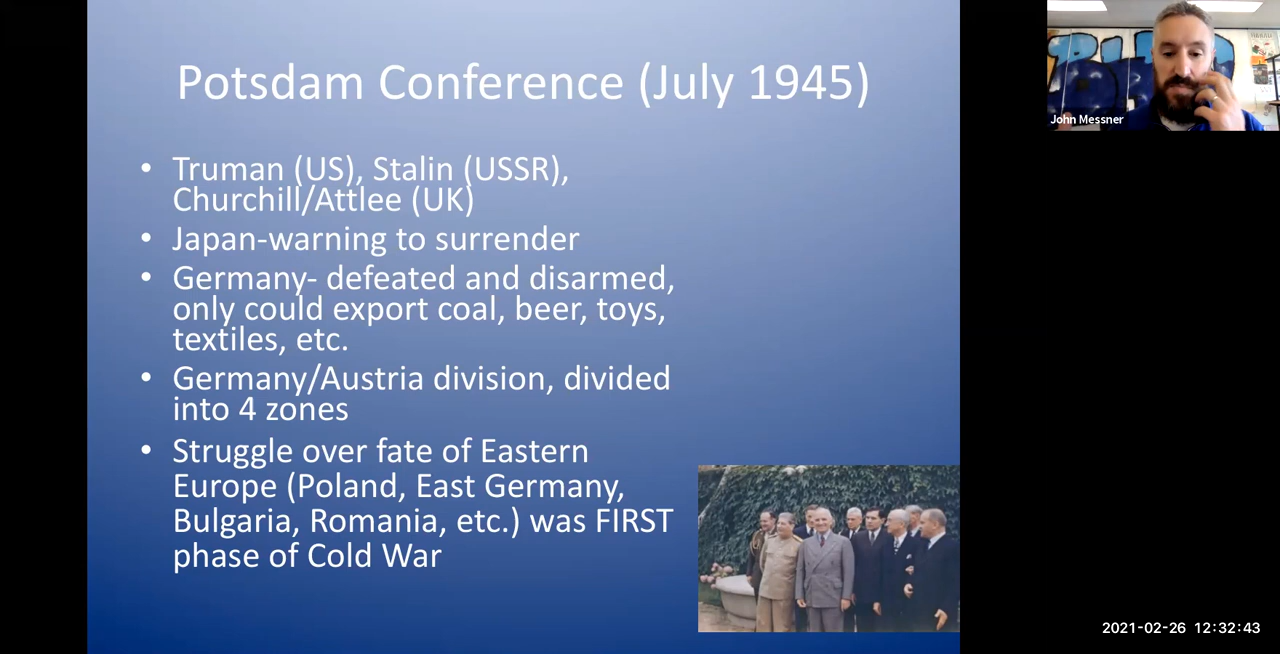 Potsdam Conference (July 1945)
• Truman (US), Stalin (USSR),
Churchill/Attlee (UK)
• Japan-warning to surrender
• Germany- defeated and disarmed,
only could export coal, beer, toys,
textiles, etc.
• Germany/Austria division, divided
into 4 zones
• Struggle over fate of Eastern
Europe (Poland, East Germany,
Bulgaria, Romania, etc.) was FIRST
phase of Cold War
John Messner
2021-02-26 12:32:43